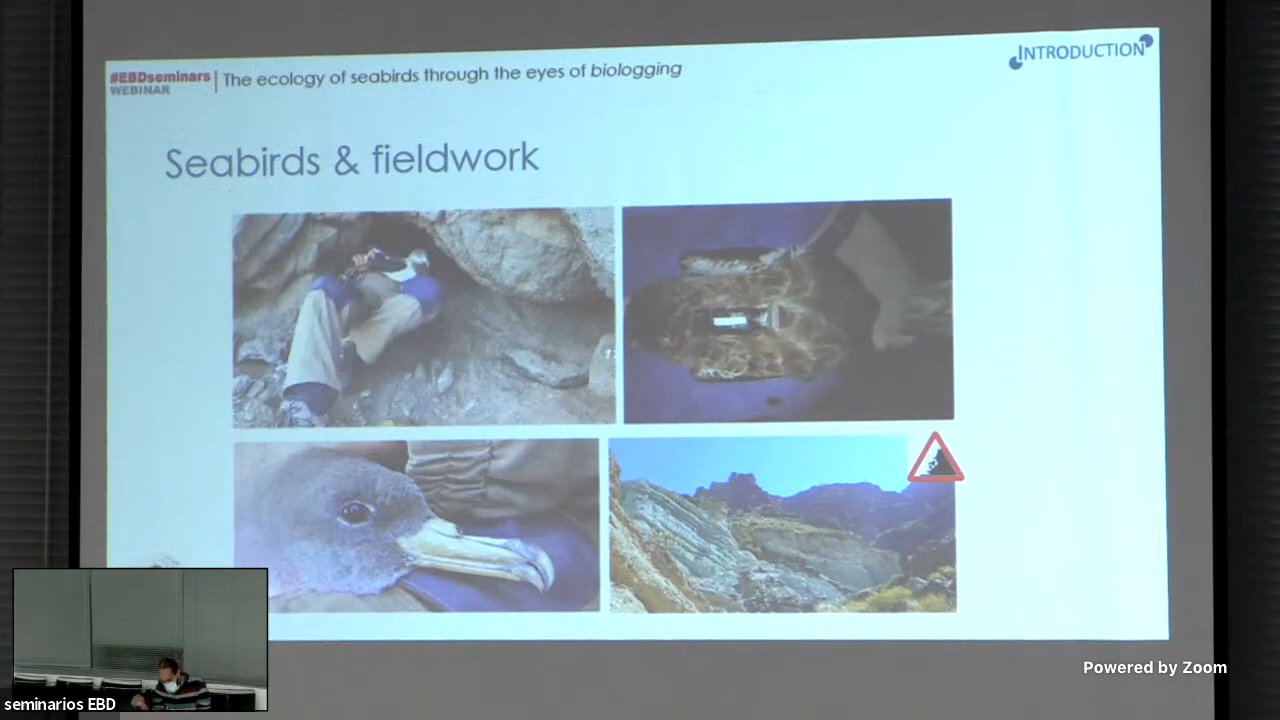 #EBDseminars
WEBINAR
The ecology of seabirds through the eyes of biologging
INTRODUCTION
Seabirds & fieldwork
Powered by Zoom
seminarios EBD